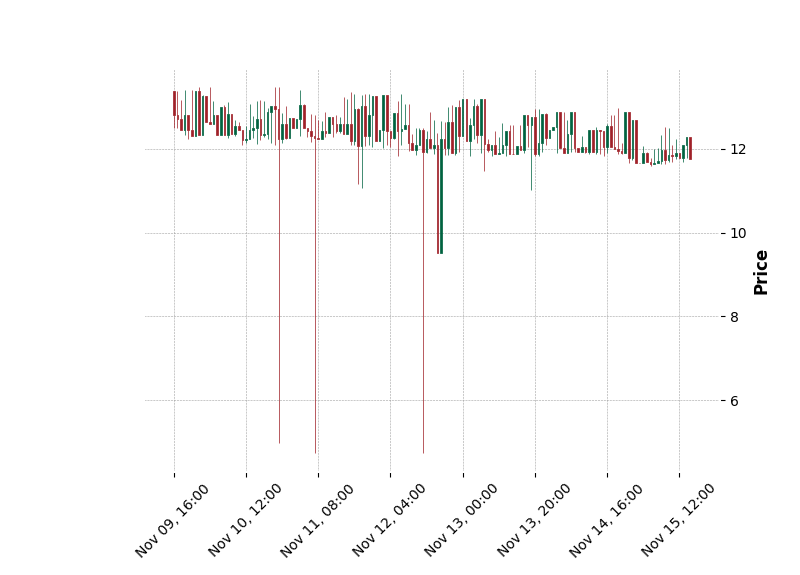 12
10
8
6
Price
Nov 09, 16:00
Nov 10, 12:00
Nov 11, 08:00
Nov 12, 04:00
Nov 13, 00:00
Nov 13, 20:00
Nov 14, 16:00
Nov 15, 12:00